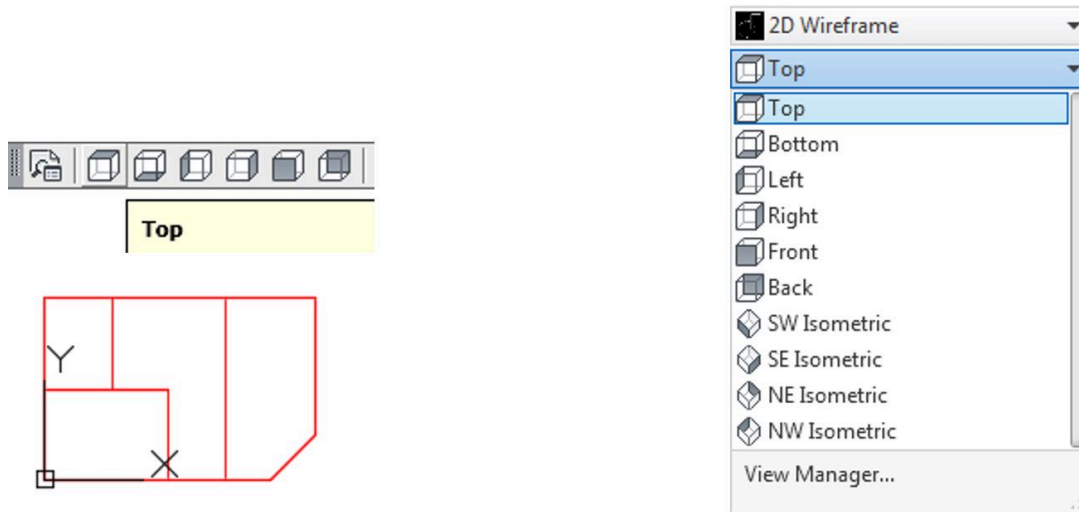 Top
Y
X
2D Wireframe
Top
Top
Bottom
Left
Right
Front
Back
SW Isometric
SE Isometric
NE Isometric
NW Isometric
View Manager...